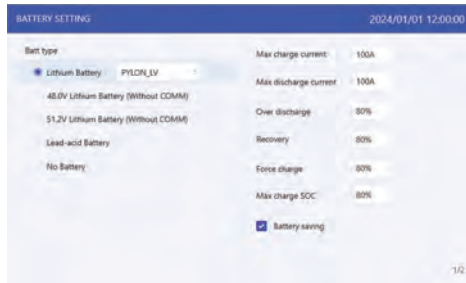 BATTERY SETTING
2024/01/01 12:00:00
Batt type
Lithium Battery
PYLON_LV
48.0V Lithium Battery (Without COMM)
51.2V Lithium Battery (Without COMM)
Lead-acid Battery
No Battery
Max charge current
100A
Max discharge current
100A
Over discharge
80%
Recovery
80%
Force charge
80%
Max charge SOC
80%
Battery saving
1/2